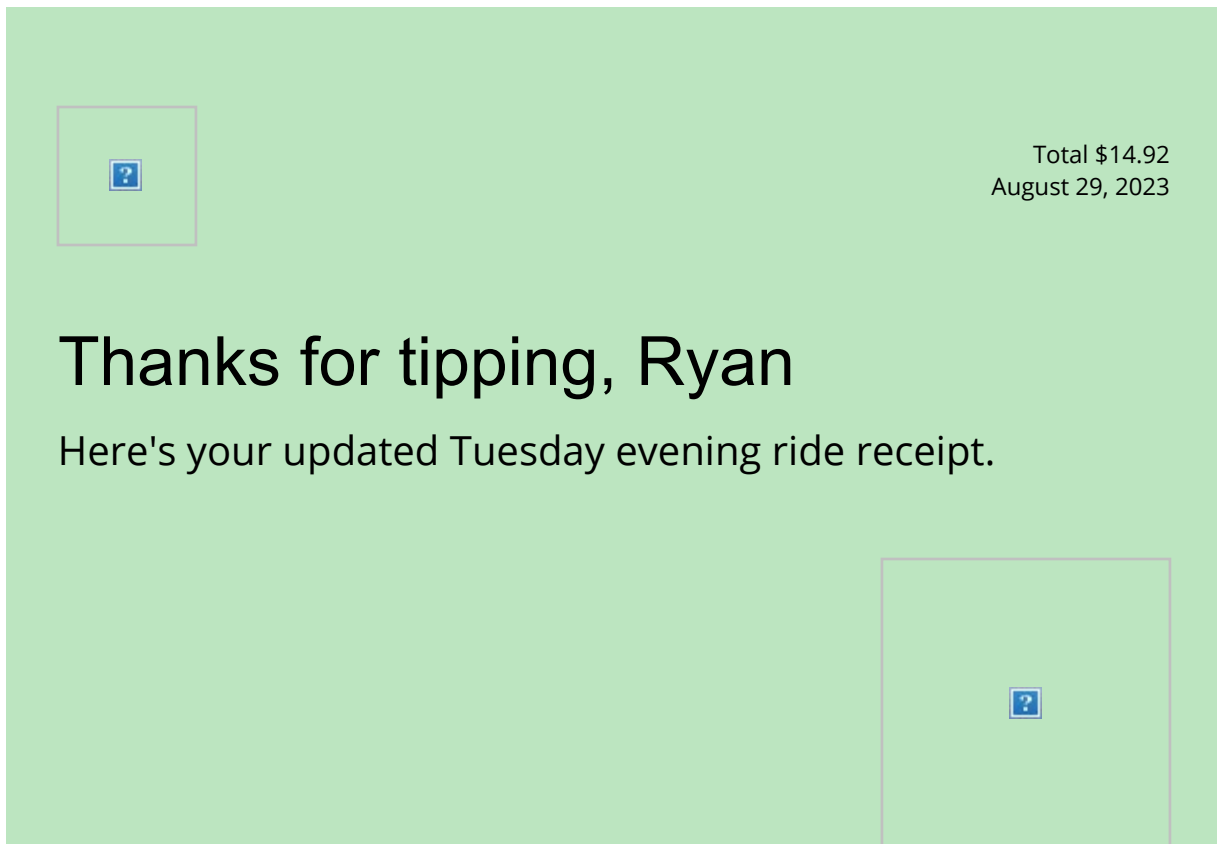 Total $14.92
August 29, 2023
Thanks for tipping, Ryan
Here's your updated Tuesday evening ride receipt.